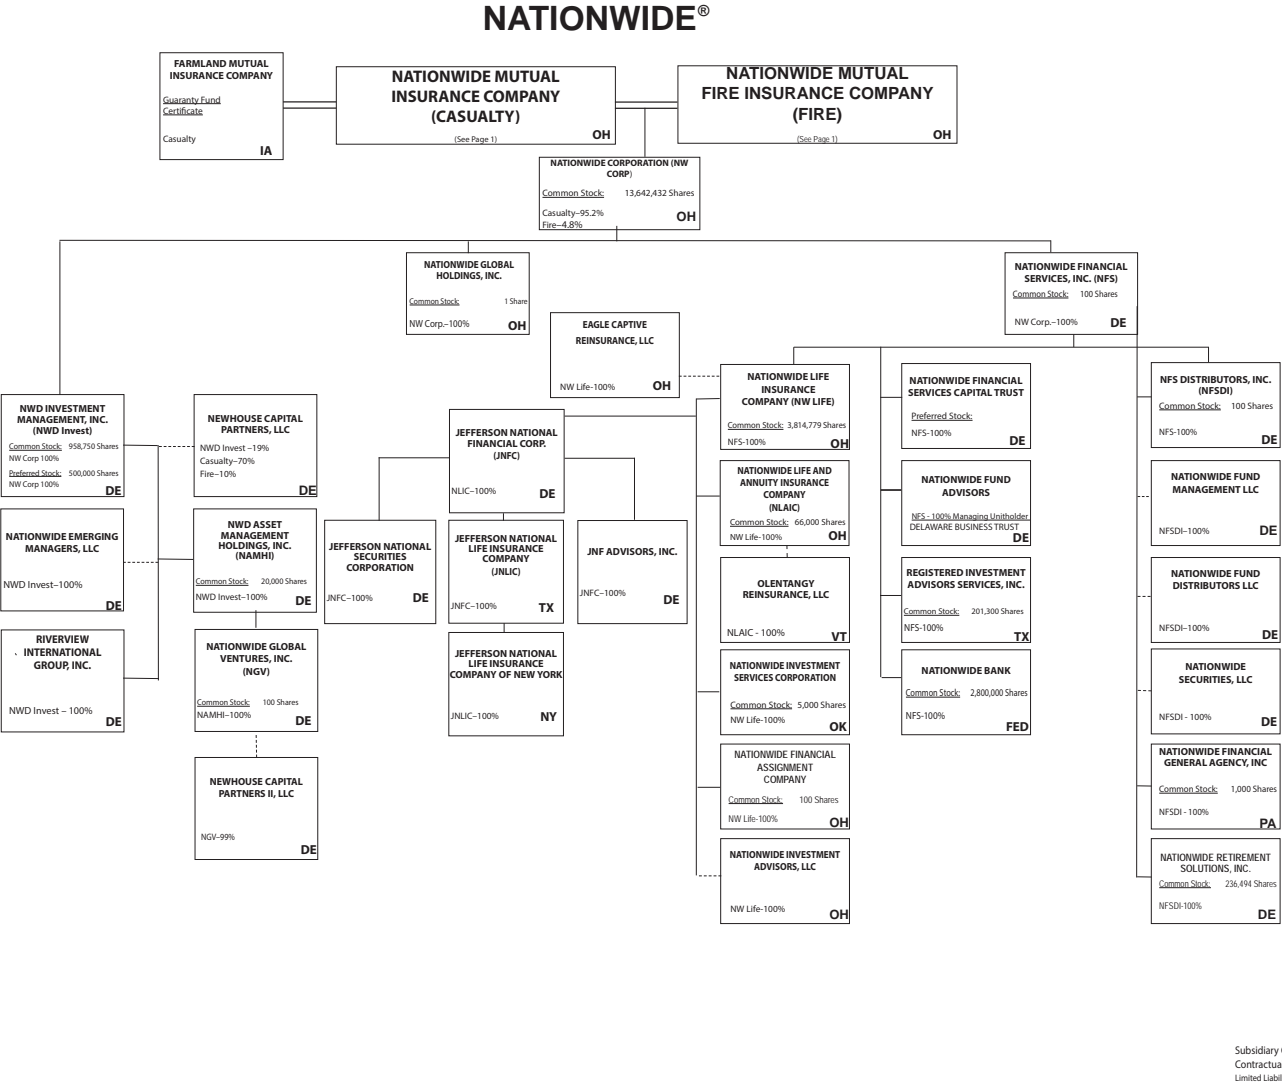 NATIONWIDE®
FARMLAND MUTUAL
INSURANCE COMPANY
Guaranty Fund
Certificate
Casualty
IA
NATIONWIDE MUTUAL
INSURANCE COMPANY
(CASUALTY)
(See Page 1)
OH
NATIONWIDE MUTUAL
FIRE INSURANCE COMPANY
(FIRE)
(See Page 1)
OH
NATIONWIDE CORPORATION (NW
CORP)
Common Stock: 13,642,432 Shares
Casualty–95.2%
Fire–4.8%
OH
NATIONWIDE GLOBAL
HOLDINGS, INC.
Common Stock: 1 Share
NW Corp.–100%
OH
NATIONWIDE FINANCIAL
SERVICES, INC. (NFS)
Common Stock: 100 Shares
NW Corp.–100%
DE
EAGLE CAPTIVE
REINSURANCE, LLC
NW Life-100%
OH
NWD INVESTMENT
MANAGEMENT, INC.
(NWD Invest)
Common Stock: 958,750 Shares
NW Corp 100%
Preferred Stock: 500,000 Shares
NW Corp 100%
DE
NEWHOUSE CAPITAL
PARTNERS, LLC
NWD Invest –19%
Casualty–70%
Fire–10%
DE
JEFFERSON NATIONAL
FINANCIAL CORP.
(JNFC)
NLIC–100%
DE
NATIONWIDE LIFE
INSURANCE
COMPANY (NW LIFE)
Common Stock: 3,814,779 Shares
NFS-100%
OH
NATIONWIDE FINANCIAL
SERVICES CAPITAL TRUST
Preferred Stock:
NFS-100%
DE
NFS DISTRIBUTORS, INC.
(NFSDI)
Common Stock: 100 Shares
NFS-100%
DE
NATIONWIDE LIFE AND
ANNUITY INSURANCE
COMPANY
(NLAIC)
Common Stock: 66,000 Shares
NW Life-100%
OH
NATIONWIDE FUND
ADVISORS
NFS - 100% Managing Unitholder
DELAWARE BUSINESS TRUST
DE
NATIONWIDE FUND
MANAGEMENT LLC
NFSDI–100%
DE
NATIONWIDE EMERGING
MANAGERS, LLC
NWD Invest–100%
DE
NWD ASSET
MANAGEMENT
HOLDINGS, INC.
(NAMHI)
Common Stock: 20,000 Shares
NWD Invest–100%
DE
JEFFERSON NATIONAL
SECURITIES
CORPORATION
JNFC–100%
DE
JEFFERSON NATIONAL
LIFE INSURANCE
COMPANY
(JNLIC)
JNFC–100%
TX
JNF ADVISORS, INC.
JNFC–100%
DE
OLENTANGY
REINSURANCE, LLC
NLAIC - 100%
VT
REGISTERED INVESTMENT
ADVISORS SERVICES, INC.
Common Stock: 201,300 Shares
NFS-100%
TX
NATIONWIDE FUND
DISTRIBUTORS LLC
NFSDI–100%
DE
RIVERVIEW
INTERNATIONAL
GROUP, INC.
NWD Invest – 100%
DE
NATIONWIDE GLOBAL
VENTURES, INC.
(NGV)
Common Stock: 100 Shares
NAMHI–100%
DE
JEFFERSON NATIONAL
LIFE INSURANCE
COMPANY OF NEW YORK
JNLIC–100%
NY
NATIONWIDE INVESTMENT
SERVICES CORPORATION
Common Stock: 5,000 Shares
NW Life-100%
OK
NATIONWIDE BANK
Common Stock: 2,800,000 Shares
NFS-100%
FED
NATIONWIDE
SECURITIES, LLC
NFSDI - 100%
DE
NEWHOUSE CAPITAL
PARTNERS II, LLC
NGV–99%
DE
NATIONWIDE FINANCIAL
ASSIGNMENT
COMPANY
Common Stock: 100 Shares
NW Life-100%
OH
NATIONWIDE FINANCIAL
GENERAL AGENCY, INC
Common Stock: 1,000 Shares
NFSDI - 100%
PA
NATIONWIDE INVESTMENT
ADVISORS, LLC
NW Life-100%
OH
NATIONWIDE RETIREMENT
SOLUTIONS, INC.
Common Stock: 236,494 Shares
NFSDI-100%
DE
Subsidiary
Contractua
Limited Liabil